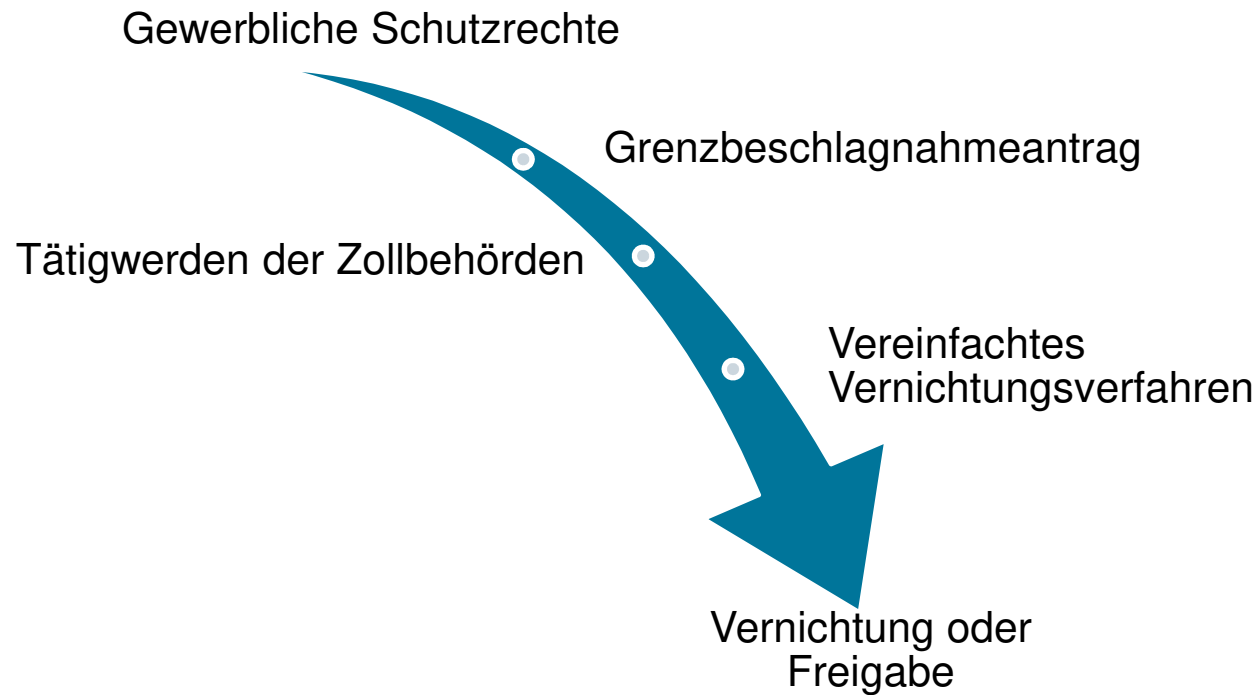 Gewerbliche Schutzrechte
Grenzbeschlagnahmeantrag
Tätigwerden der Zollbehörden
Vereinfachtes
Vernichtungsverfahren
Vernichtung oder
Freigabe